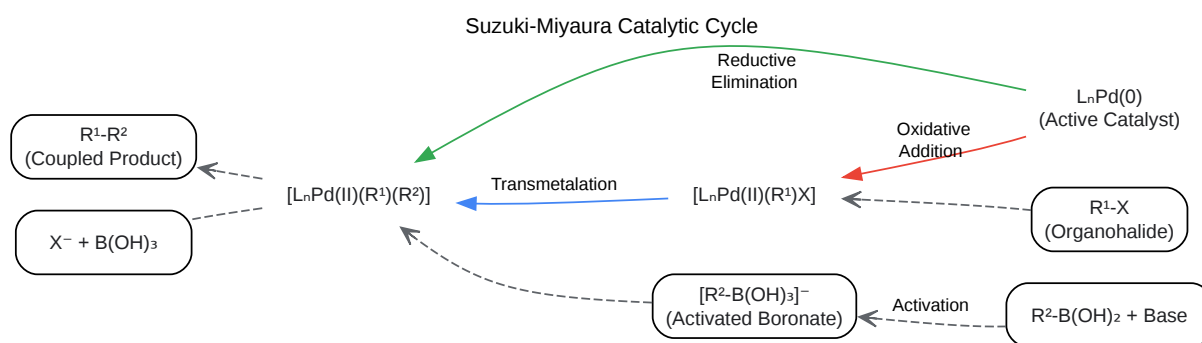 Suzuki-Miyaura Catalytic Cycle
Reductive
Elimination
LₙPd(0)
(Active Catalyst)
Oxidative
Addition
R¹-R²
(Coupled Product)
Transmetalation
[LₙPd(II)(R¹)(R²)]
[LₙPd(II)(R¹)X]
R¹-X
(Organohalide)
X⁻ + B(OH)₃
[R²-B(OH)₃]⁻
(Activated Boronate)
Activation
R²-B(OH)₂ + Base